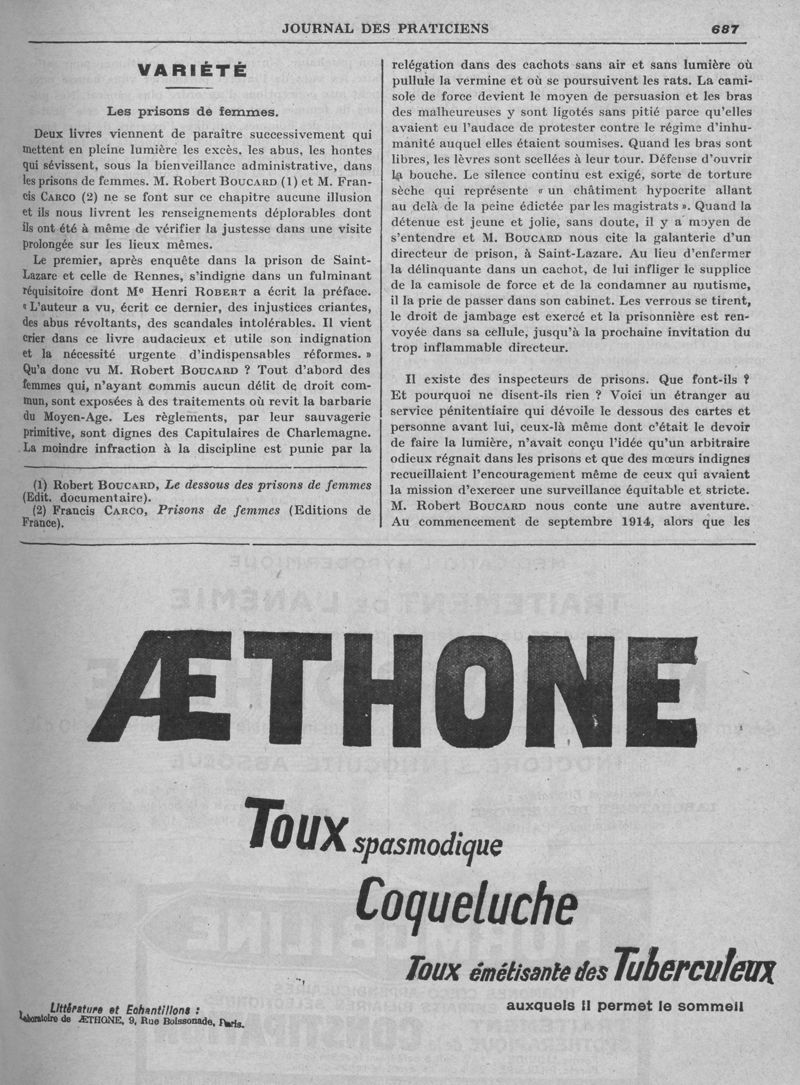 JOURNAL DES PRATICIENS
687
VARIÉTÉ
Les prisons de femmes.
Deux livres viennent de paraître successivement qui
mettent en pleine lumière les excès, les abus, les hontes
qui sévissent, sous la bienveillance administrative, dans
les prisons de femmes. M. Robert BOUCARD (1) et M. Fran-
cis CARCO (2) ne se font sur ce chapitre aucune illusion
et ils nous livrent les renseignements déplorables dont
ils ont été à même de vérifier la justesse dans une visite
prolongée sur les lieux mêmes.
Le premier, après enquête dans la prison de Saint-
Lazare et celle de Rennes, s'indigne dans un fulminant
réquisitoire dont Me Henri ROBERT a écrit la préface.
« L'auteur a vu, écrit ce dernier, des injustices criantes,
des abus révoltants, des scandales intolérables. Il vient
crier dans ce livre audacieux et utile son indignation
et la nécessité urgente d'indispensables réformes. »
Qu'a donc vu M. Robert BOUCARD ? Tout d'abord des
femmes qui, n'ayant commis aucun délit de droit com-
mun, sont exposées à des traitements où revit la barbarie
du Moyen-Age. Les règlements, par leur sauvagerie
primitive, sont dignes des Capitulaires de Charlemagne.
La moindre infraction à la discipline est punie par la
(1) Robert BOUCARD, Le dessous des prisons de femmes
(Edit. documentaire).
(2) Francis CARCO, Prisons de femmes (Editions de
France).
relégation dans des cachots sans air et sans lumière où
pullule la vermine et où se poursuivent les rats. La cami-
sole de force devient le moyen de persuasion et les bras
des malheureuses y sont ligotés sans pitié parce qu'elles
avaient eu l'audace de protester contre le régime d'inhu-
manité auquel elles étaient soumises. Quand les bras sont
libres, les lèvres sont scellées à leur tour. Défense d'ouvrir
la bouche. Le silence continu est exigé, sorte de torture
sèche qui représente « un châtiment hypocrite allant
au delà de la peine édictée par les magistrats ». Quand la
détenue est jeune et jolie, sans doute, il y a moyen de
s'entendre et M. BOUCARD nous cite la galanterie d'un
directeur de prison, à Saint-Lazare. Au lieu d'enfermer
la délinquante dans un cachot, de lui infliger le supplice
de la camisole de force et de la condamner au mutisme,
il la prie de passer dans son cabinet. Les verrous se tirent,
le droit de jambage est exercé et la prisonnière est ren-
voyée dans sa cellule, jusqu'à la prochaine invitation du
trop inflammable directeur.
Il existe des inspecteurs de prisons. Que font-ils ?
Et pourquoi ne disent-ils rien ? Voici un étranger au
service pénitentiaire qui dévoile le dessous des cartes et
personne avant lui, ceux-là même dont c'était le devoir
de faire la lumière, n'avait conçu l'idée qu'un arbitraire
odieux régnait dans les prisons et que des mœurs indignes
recueillaient l'encouragement même de ceux qui avaient
la mission d'exercer une surveillance équitable et stricte.
M. Robert BOUCARD nous conte une autre aventure.
Au commencement de septembre 1914, alors que les
ÆTHONE
Toux spasmodique
Coqueluche
Toux émétisante des Tuberculeux
auxquels il permet le sommeil
Littérature et Echantillons :
Laboratoire de ÆTHONE, 9, Rue Boissonade, Paris.